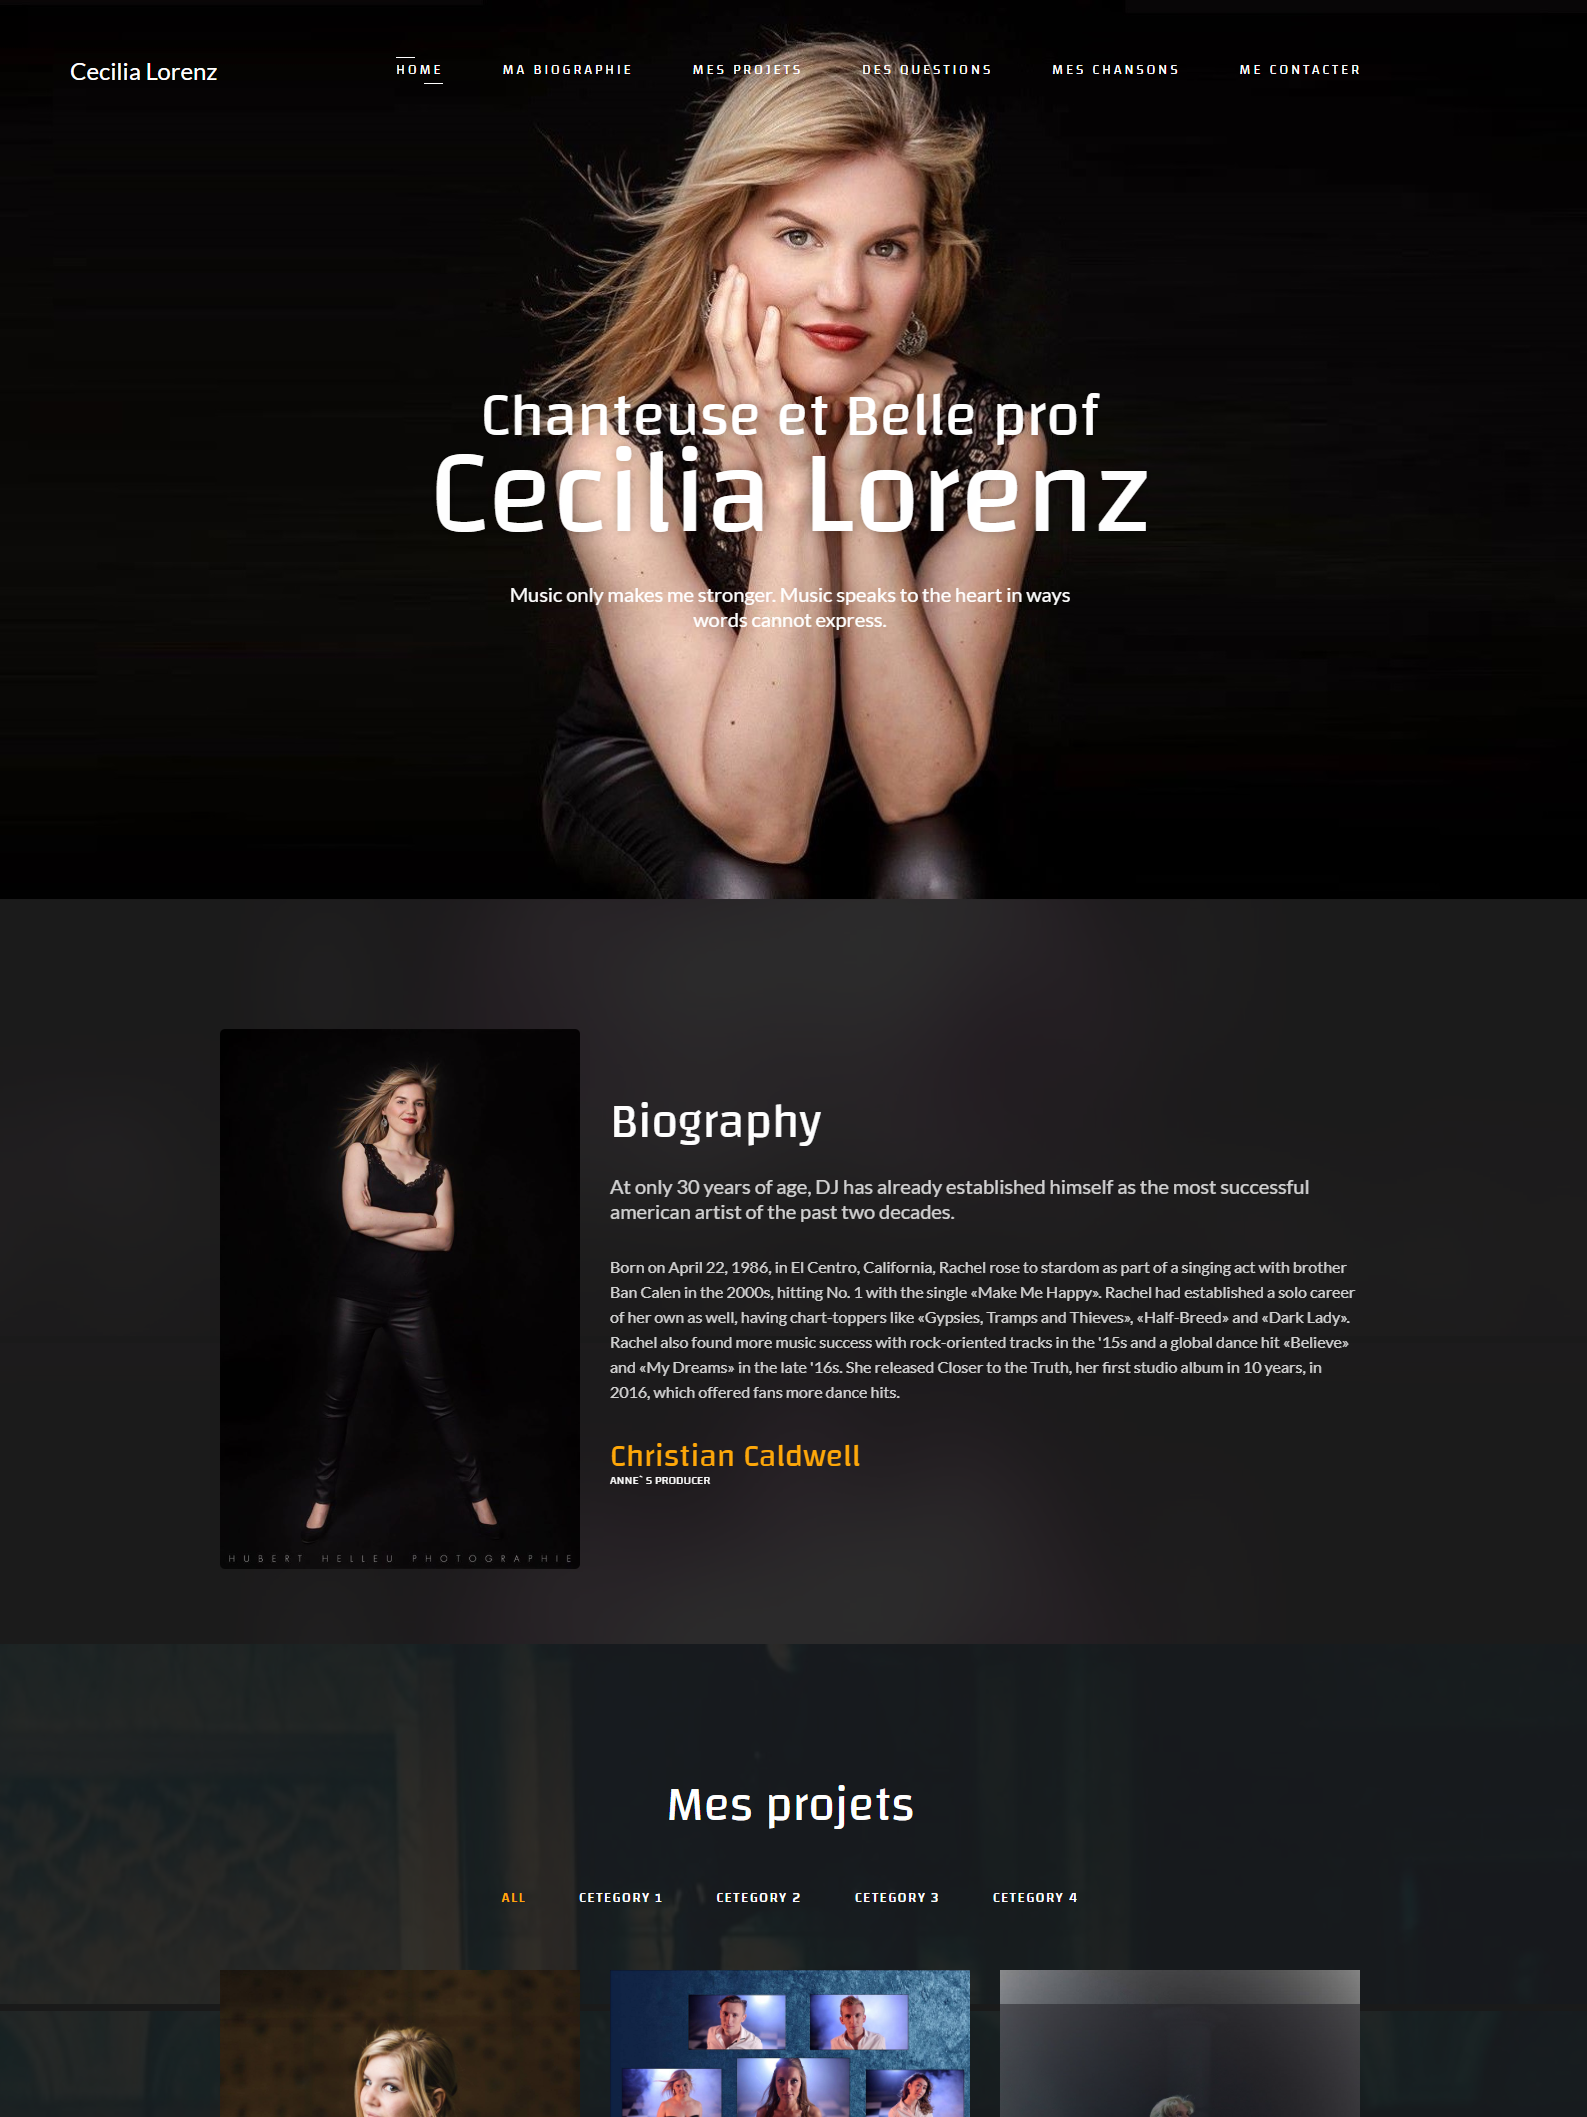 Cecilia Lorenz
HOME
MA BIOGRAPHIE
MES PROJETS
DES QUESTIONS
MES CHANSONS
ME CONTACTER
Chanteuse et Belle prof
Cecilia Lorenz
Music only makes me stronger. Music speaks to the heart in ways
words cannot express.
HUBERT HELLEU PHOTOGRAPHIE
Biography
At only 30 years of age, DJ has already established himself as the most successful
american artist of the past two decades.
Born on April 22, 1986, in El Centro, California, Rachel rose to stardom as part of a singing act with brother
Ban Calen in the 2000s, hitting No. 1 with the single «Make Me Happy». Rachel had established a solo career
of her own as well, having chart-toppers like «Gypsies, Tramps and Thieves», «Half-Breed» and «Dark Lady».
Rachel also found more music success with rock-oriented tracks in the '15s and a global dance hit «Believe»
and «My Dreams» in the late '16s. She released Closer to the Truth, her first studio album in 10 years, in
2016, which offered fans more dance hits.
Christian Caldwell
ANNE`S PRODUCER
Mes projets
ALL
CETEGORY 1
CETEGORY 2
CETEGORY 3
CETEGORY 4